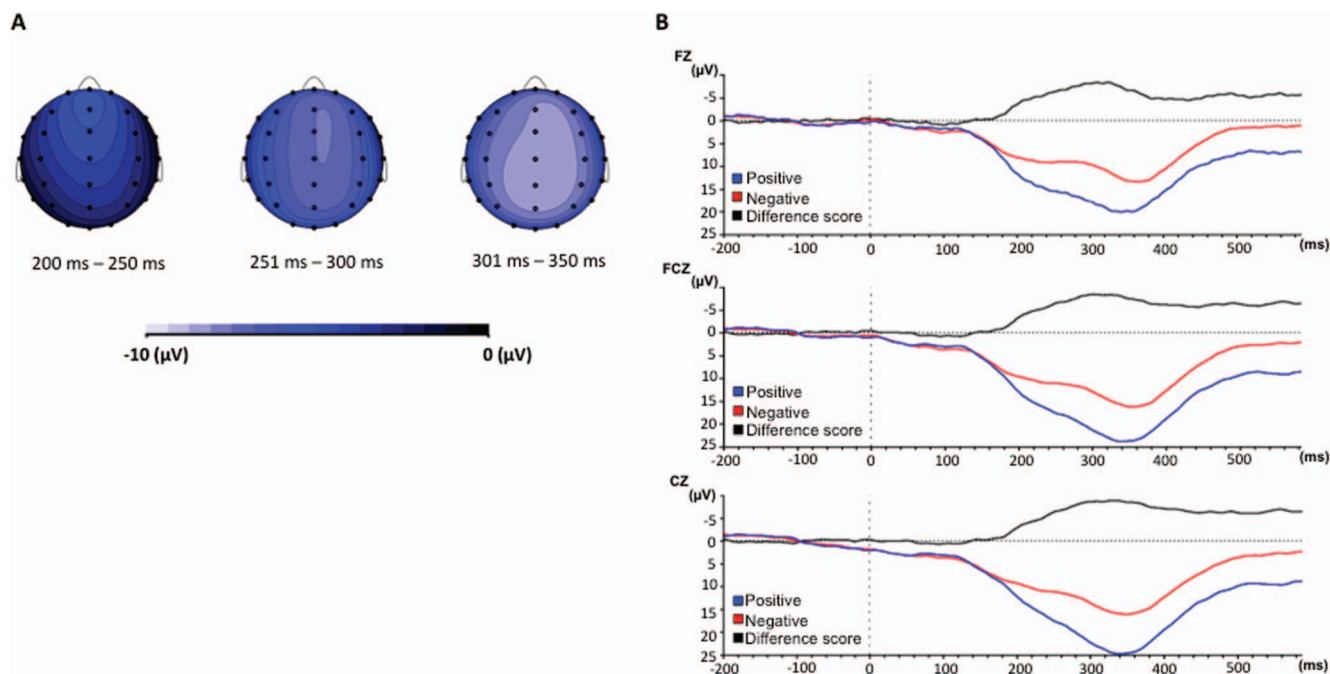 A
200 ms – 250 ms
251 ms – 300 ms
301 ms – 350 ms
-10 (µV)
0 (µV)
B
FZ
(µV)
-5
0
5
10
15
20
25
Positive
Negative
Difference score
-200
-100
0
100
200
300
400
500
(ms)
FCZ
(µV)
-5
0
5
10
15
20
25
Positive
Negative
Difference score
-200
-100
0
100
200
300
400
500
(ms)
CZ
(µV)
-5
0
5
10
15
20
25
Positive
Negative
Difference score
-200
-100
0
100
200
300
400
500
(ms)